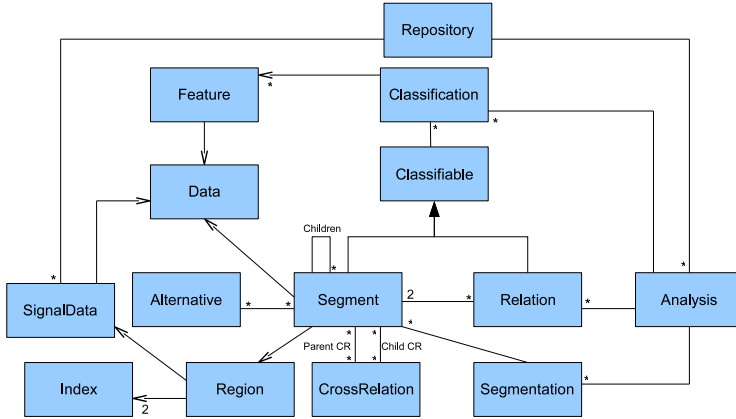 Repository
Feature
Classification
*
*
*
Data
Classifiable
Children
*
*
*
SignalData
Alternative
*
*
Segment
2
*
Relation
*
Analysis
*
*
*
Parent CR
Child CR
*
*
Index
2
Region
CrossRelation
Segmentation
*